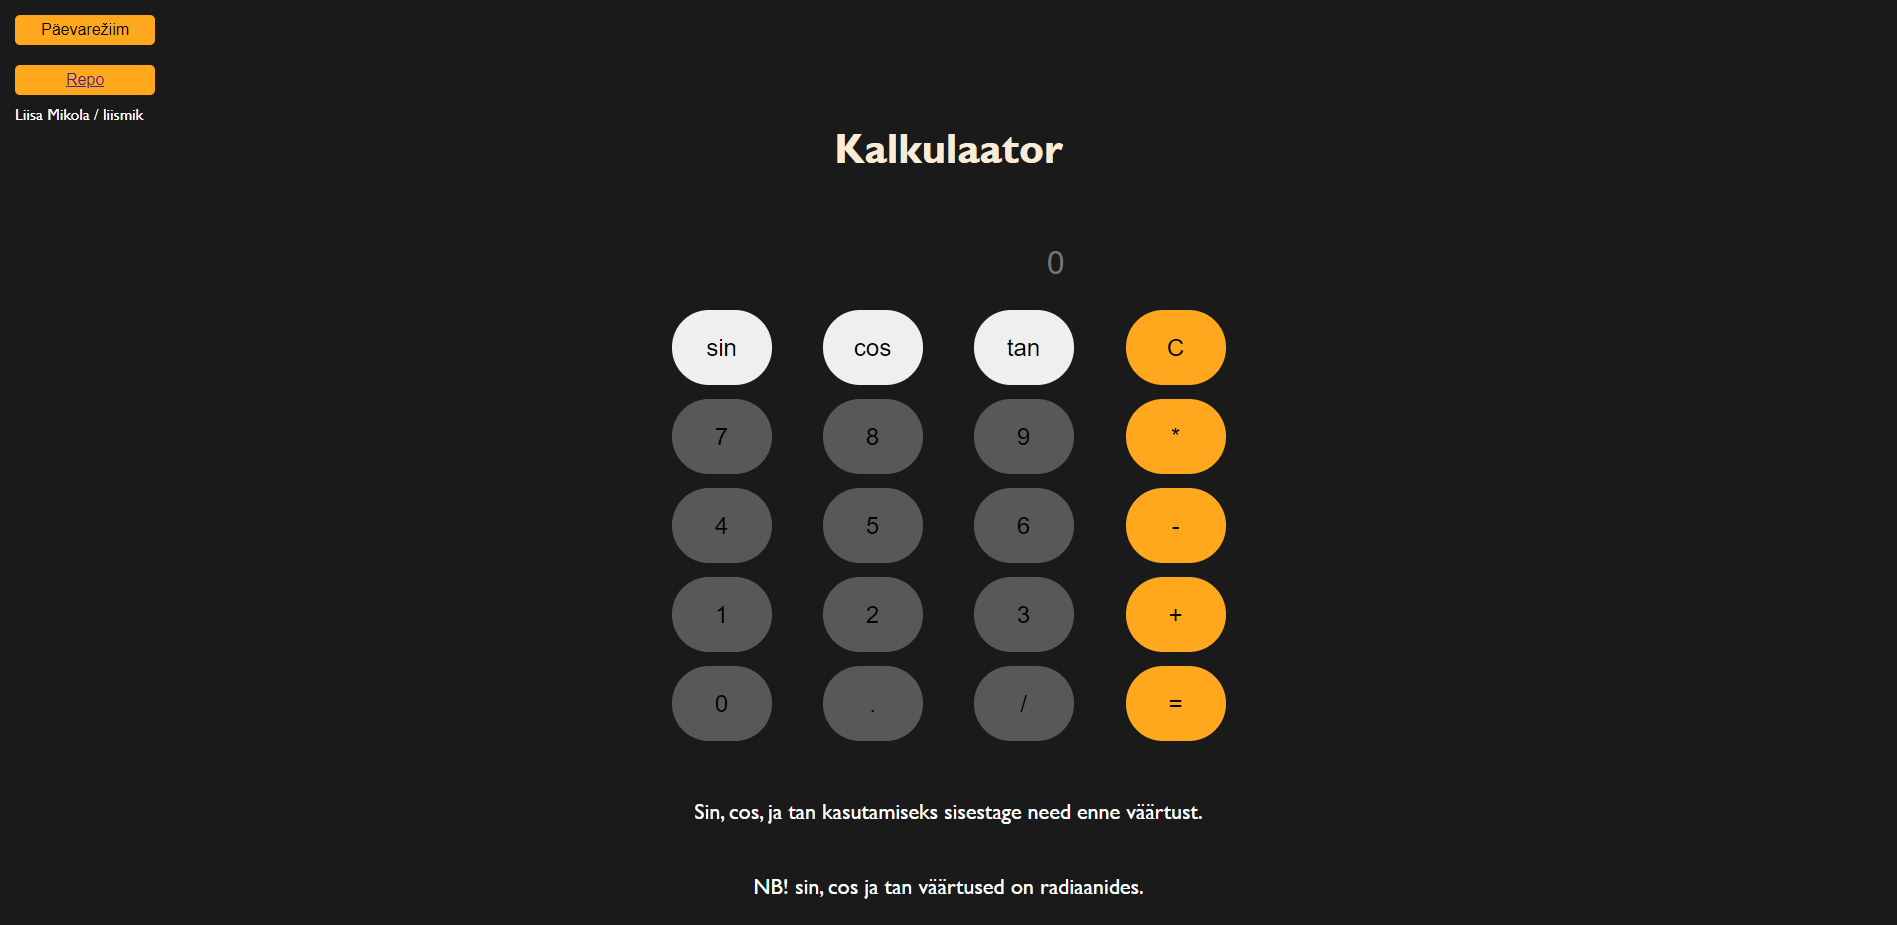 Päevarežiim
Repo
Liisa Mikola / liismik
Kalkulaator
0
sin cos tan C
7 8 9 *
4 5 6 -
1 2 3 +
0 . / =
Sin, cos, ja tan kasutamiseks sisestage need enne väärtust.
NB! sin, cos ja tan väärtused on radiaanides.